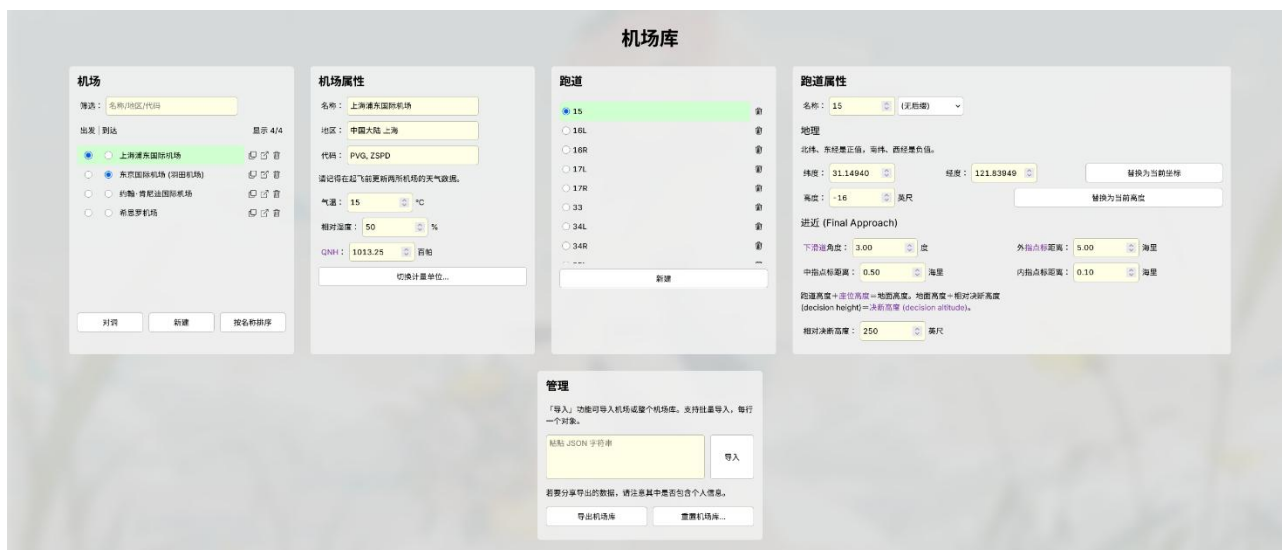 机场库
机场
筛选： 名称/地区/代码
出发 | 到达 显示 4/4
上海浦东国际机场
东京国际机场 (羽田机场)
约翰·肯尼迪国际机场
希思罗机场
对调 新建 按名称排序
机场属性
名称： 上海浦东国际机场
地区： 中国大陆 上海
代码： PVG, ZSPD
请记得在起飞前更新两所机场的天气数据。
气温： 15 °C
相对湿度： 50 %
QNH： 1013.25 百帕
切换计量单位...
跑道
15
16L
16R
17L
17R
33
34L
34R
新建
跑道属性
名称： 15 (无后缀)
地理
北纬、东经是正值，南纬、西经是负值。
纬度： 31.14940 经度： 121.83949 替换为当前坐标
高度： -16 英尺 替换为当前高度
进近 (Final Approach)
下滑道角度： 3.00 度 外指点标距离： 5.00 海里
中指点标距离： 0.50 海里 内指点标距离： 0.10 海里
跑道高度＋座位高度＝地面高度。地面高度＋相对决断高度
(decision height)＝决断高度 (decision altitude)。
相对决断高度： 250 英尺
管理
「导入」功能可导入机场或整个机场库。支持批量导入，每行
一个对象。
粘贴 JSON 字符串
导入
若要分享导出的数据，请注意其中是否包含个人信息。
导出机场库 重置机场库...